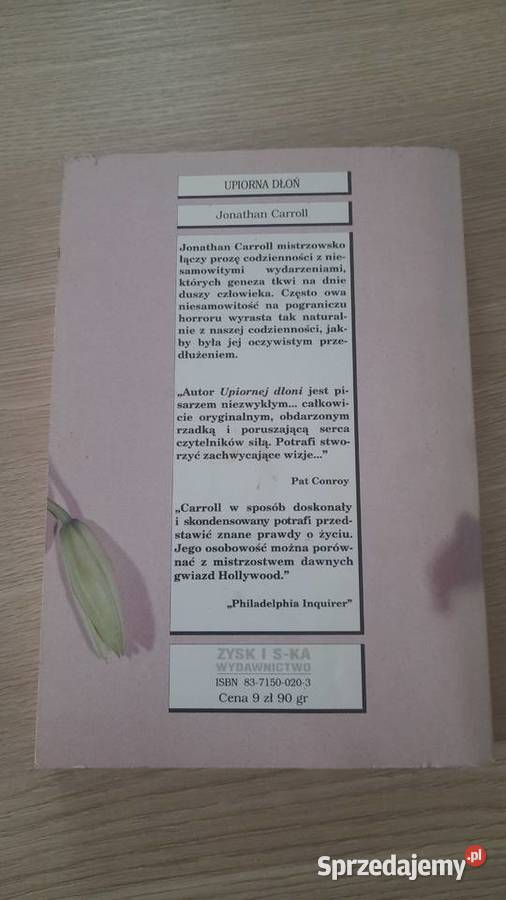 UPIORNA DŁOŃ
Jonathan Carroll
Jonathan Carroll mistrzowsko
łączy prozę codzienności z nie-
samowitymi wydarzeniami,
których geneza tkwi na dnie
duszy człowieka. Często owa
niesamowitość na pograniczu
horroru wyrasta tak natural-
nie z naszej codzienności, jak-
by była jej oczywistym prze-
dłużeniem.
„Autor Upiornej dłoni jest pi-
sarzem niezwykłym... całkowi-
cie oryginalnym, obdarzonym
rzadką i poruszającą serca
czytelników siłą. Potrafi stwo-
rzyć zachwycające wizje...”
Pat Conroy
„Carroll w sposób doskonały
i skondensowany potrafi przed-
stawić znane prawdy o życiu.
Jego osobowość można porów-
nać z mistrzostwem dawnych
gwiazd Hollywood.”
„Philadelphia Inquirer”
ZYSK I S-KA
WYDAWNICTWO
ISBN 83-7150-020-3
Cena 9 zł 90 gr
Sprzedajemy.pl